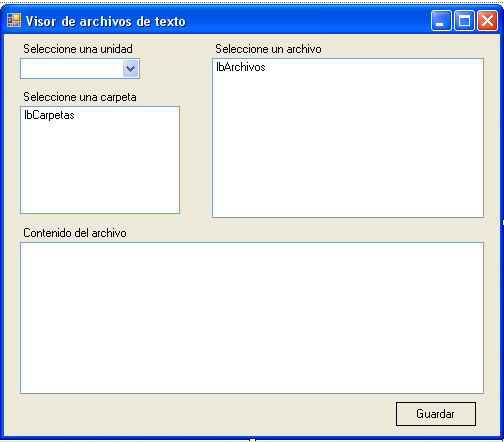 Visor de archivos de texto
Seleccione una unidad
Seleccione un archivo
lbArchivos
Seleccione una carpeta
lbCarpetas
Contenido del archivo
Guardar